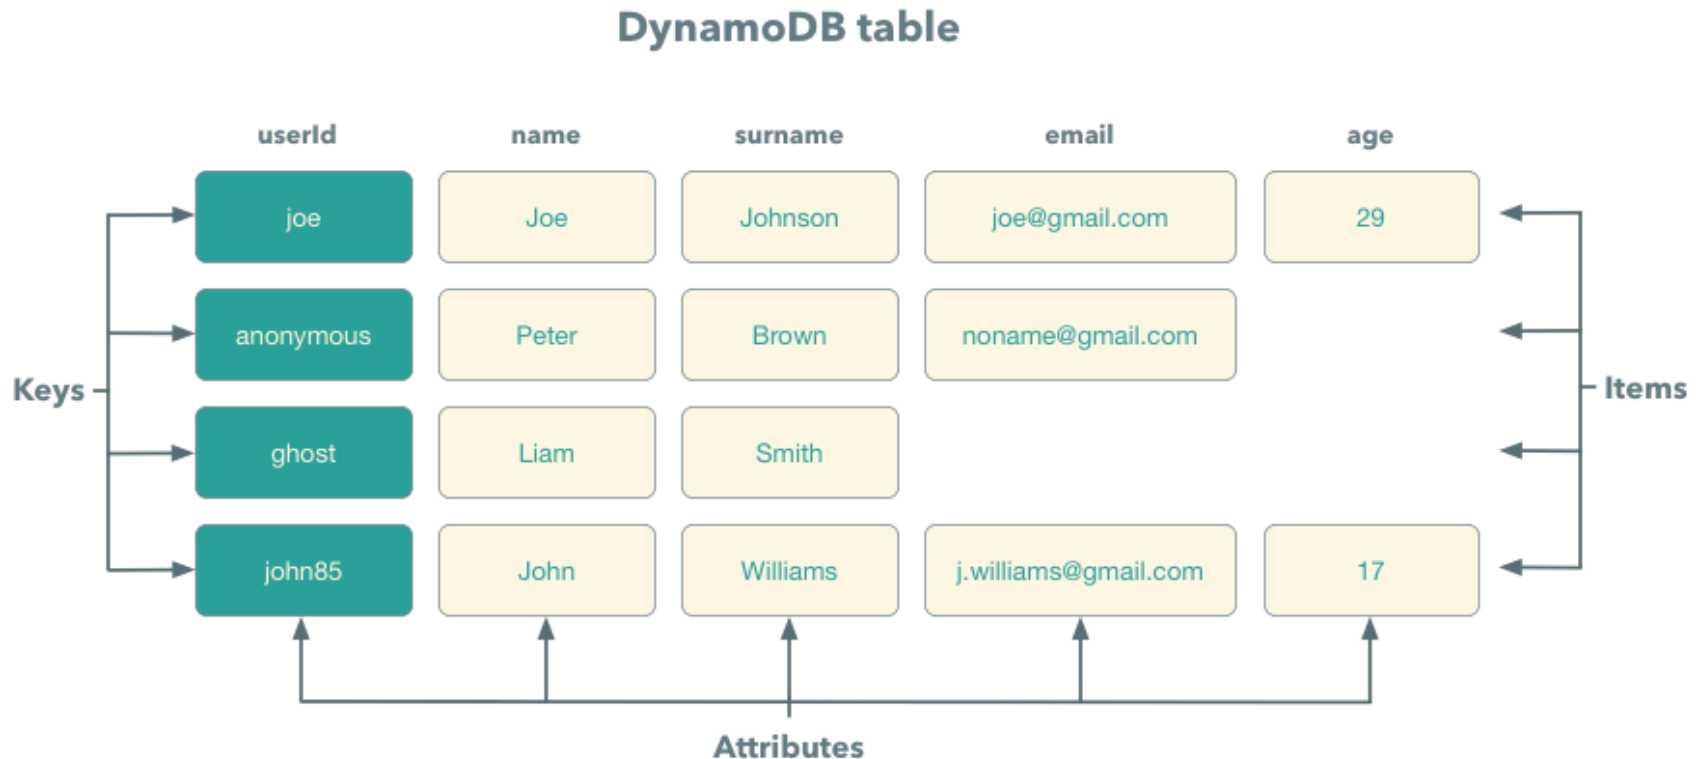 DynamoDB table
userId name surname email age
joe Joe Johnson joe@gmail.com 29
anonymous Peter Brown noname@gmail.com
Keys
Items
ghost Liam Smith
john85 John Williams j.williams@gmail.com 17
Attributes